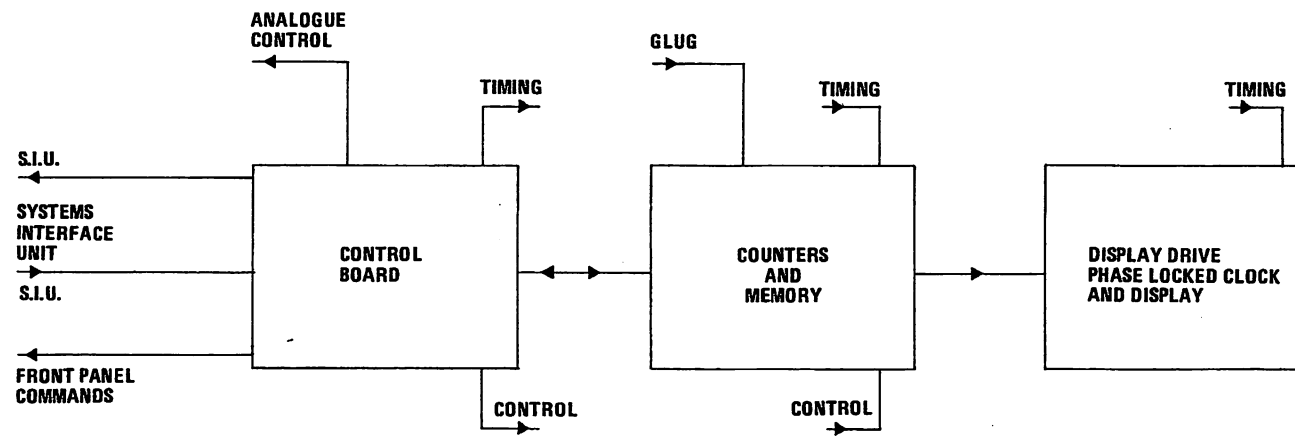 ANALOGUE
CONTROL
GLUG
TIMING
TIMING
TIMING
S.I.U.
SYSTEMS
INTERFACE
UNIT
S.I.U.
FRONT PANEL
COMMANDS
CONTROL
BOARD
COUNTERS
AND
MEMORY
DISPLAY DRIVE
PHASE LOCKED CLOCK
AND DISPLAY
CONTROL
CONTROL